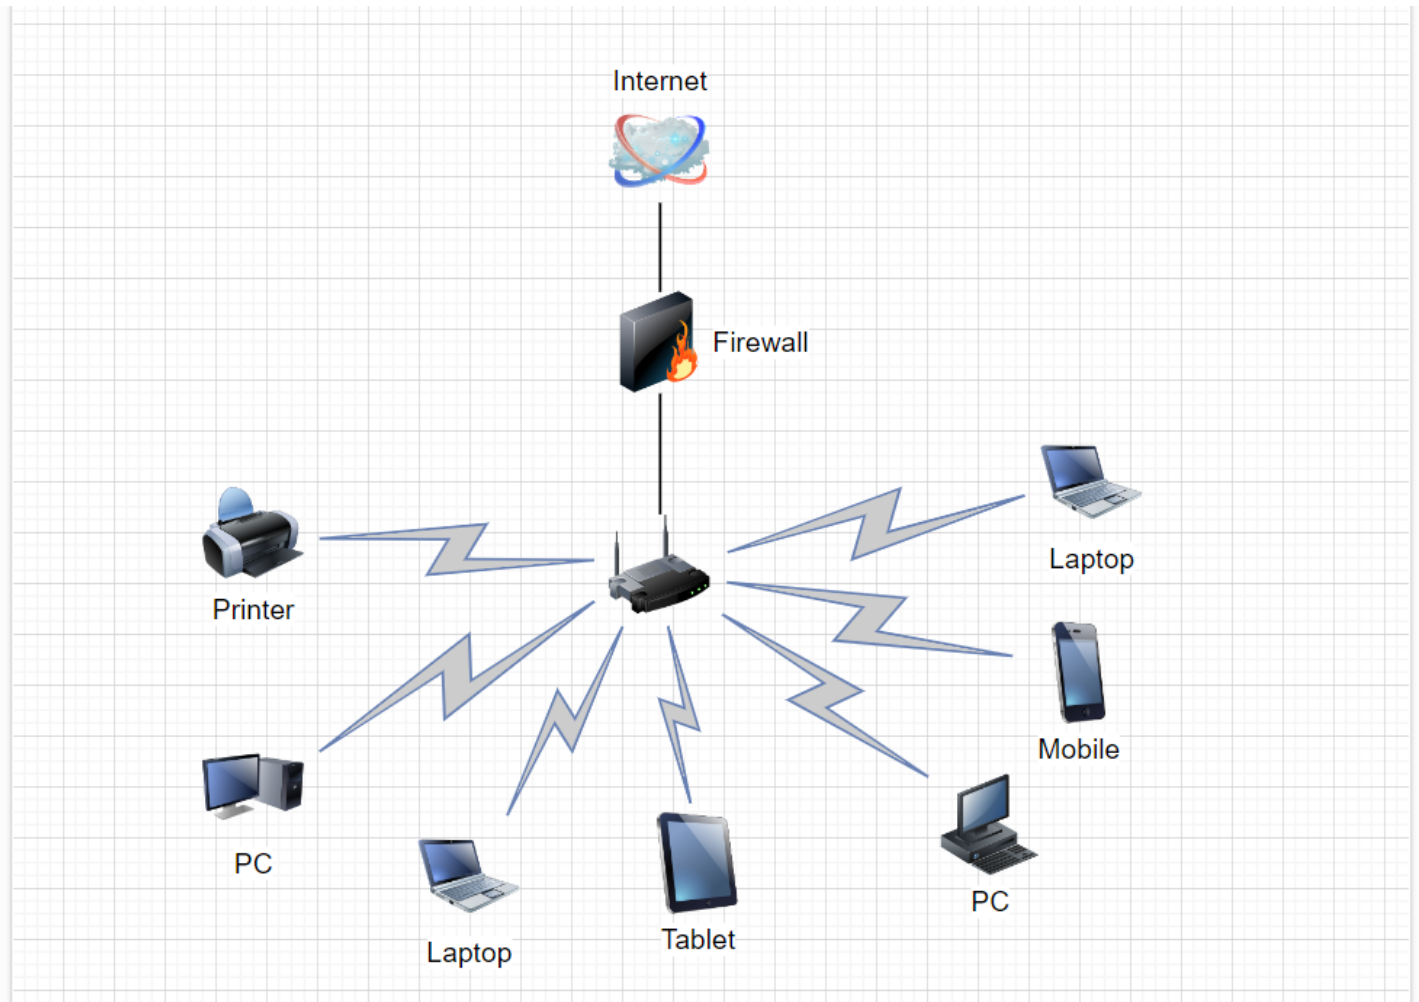 Internet
Firewall
Laptop
Printer
Mobile
PC
PC
Tablet
Laptop